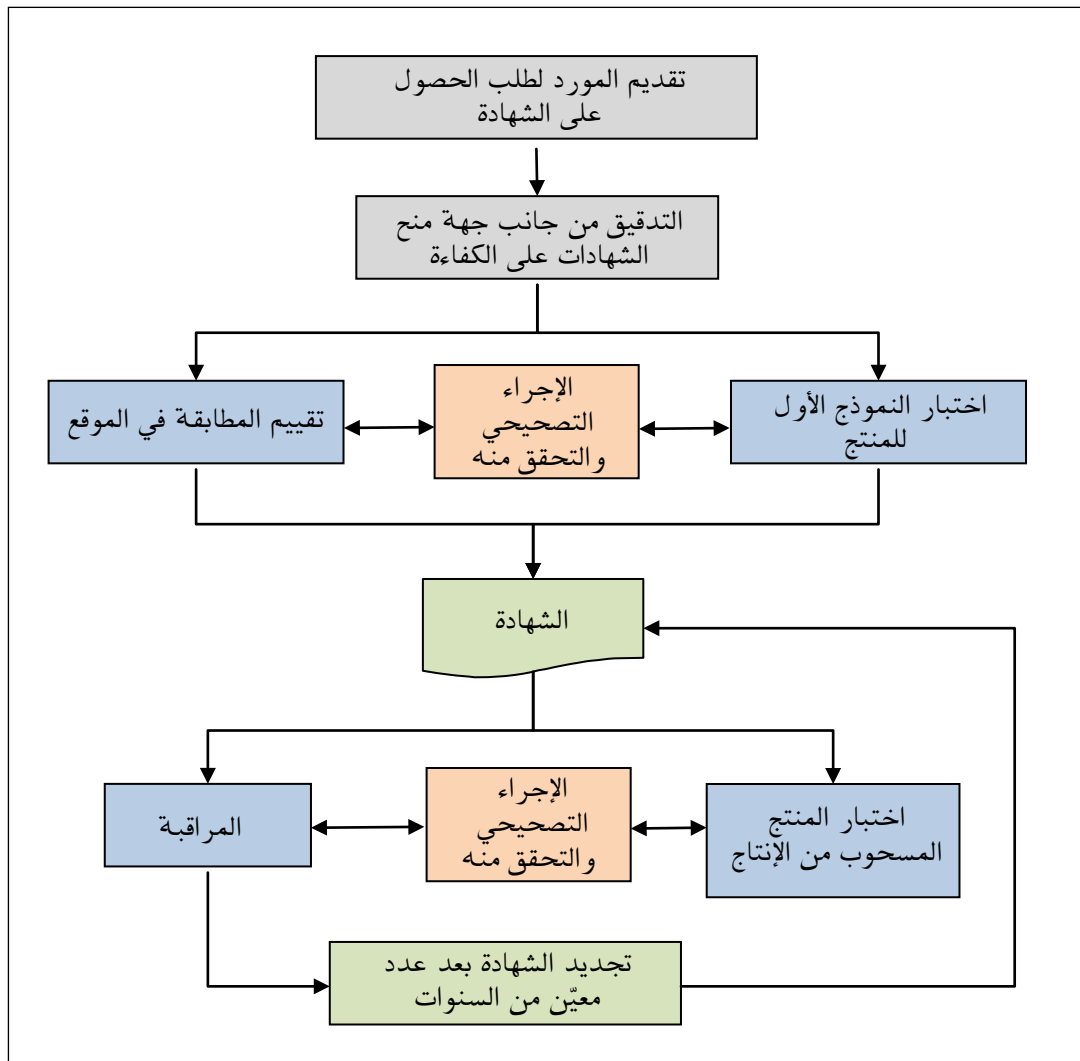 تقديم المورد لطلب الحصول
على الشهادة
التدقيق من جانب جهة منح
الشهادات على الكفاءة
اختبار النموذج الأول
للمنتج
الإجراء
التصحيحي
والتحقق منه
تقييم المطابقة في الموقع
الشهادة
اختبار المنتج
المسحوب من الإنتاج
الإجراء
التصحيحي
والتحقق منه
المراقبة
تجديد الشهادة بعد عدد
معيّن من السنوات